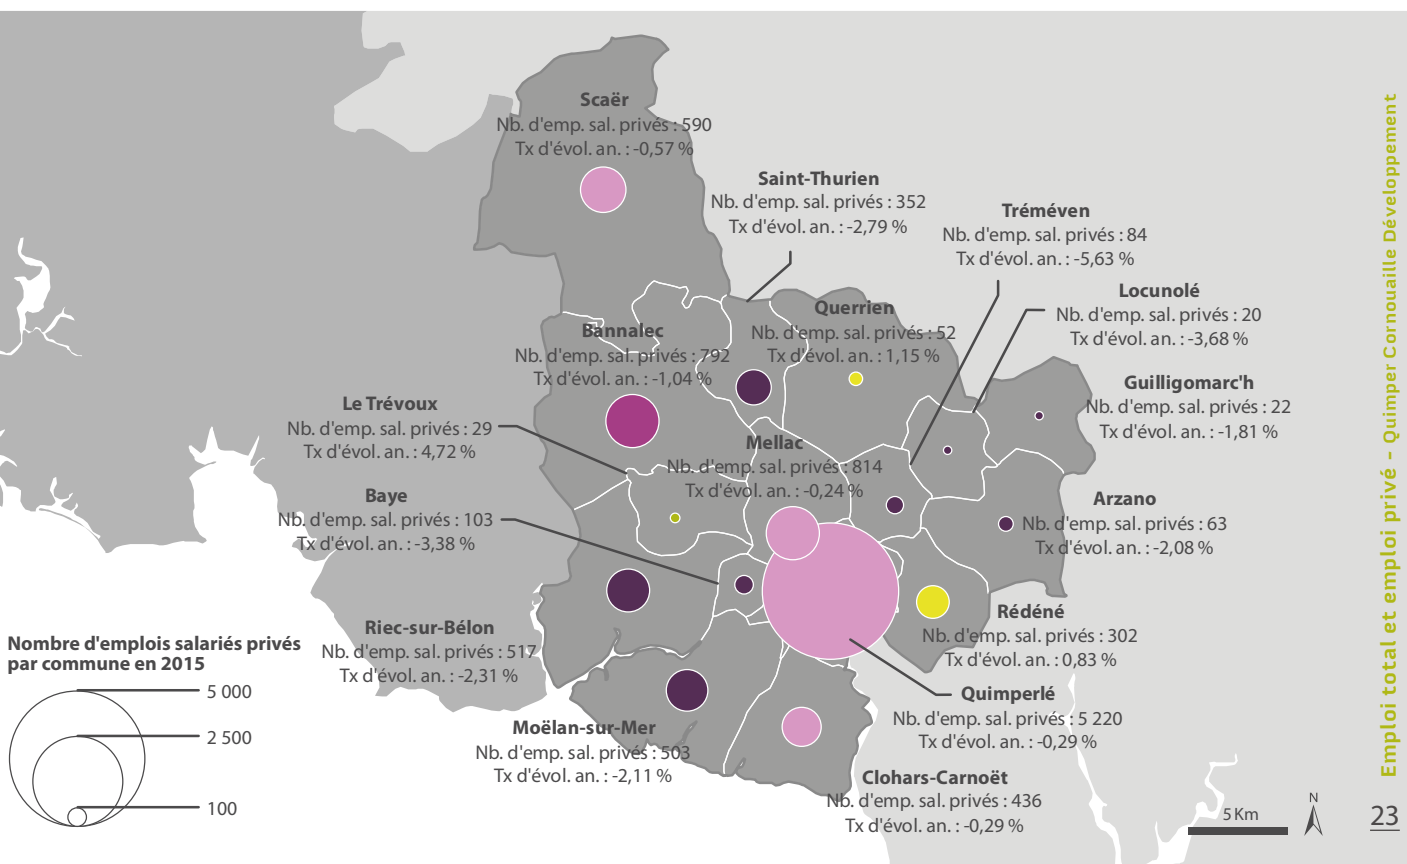 Scaër
Nb. d'emp. sal. privés : 590
Tx d'évol. an. : -0,57 %
Saint-Thurien
Nb. d'emp. sal. privés : 352
Tx d'évol. an. : -2,79 %
Tréméven
Nb. d'emp. sal. privés : 84
Tx d'évol. an. : -5,63 %
Locunolé
Nb. d'emp. sal. privés : 20
Tx d'évol. an. : -3,68 %
Querrien
Nb. d'emp. sal. privés : 52
Tx d'évol. an. : 1,15 %
Bannalec
Nb. d'emp. sal. privés : 792
Tx d'évol. an. : -1,04 %
Guilligomarc'h
Nb. d'emp. sal. privés : 22
Tx d'évol. an. : -1,81 %
Le Trévoux
Nb. d'emp. sal. privés : 29
Tx d'évol. an. : 4,72 %
Mellac
Nb. d'emp. sal. privés : 814
Tx d'évol. an. : -0,24 %
Baye
Nb. d'emp. sal. privés : 103
Tx d'évol. an. : -3,38 %
Arzano
Nb. d'emp. sal. privés : 63
Tx d'évol. an. : -2,08 %
Rédéné
Nb. d'emp. sal. privés : 302
Tx d'évol. an. : 0,83 %
Riec-sur-Bélon
Nb. d'emp. sal. privés : 517
Tx d'évol. an. : -2,31 %
Quimperlé
Nb. d'emp. sal. privés : 5 220
Tx d'évol. an. : -0,29 %
Moëlan-sur-Mer
Nb. d'emp. sal. privés : 503
Tx d'évol. an. : -2,11 %
Clohars-Carnoët
Nb. d'emp. sal. privés : 436
Tx d'évol. an. : -0,29 %
Nombre d'emplois salariés privés
par commune en 2015
5 000
2 500
100
5 Km
N
Emploi total et emploi privé - Quimper Cornouaille Développement
23